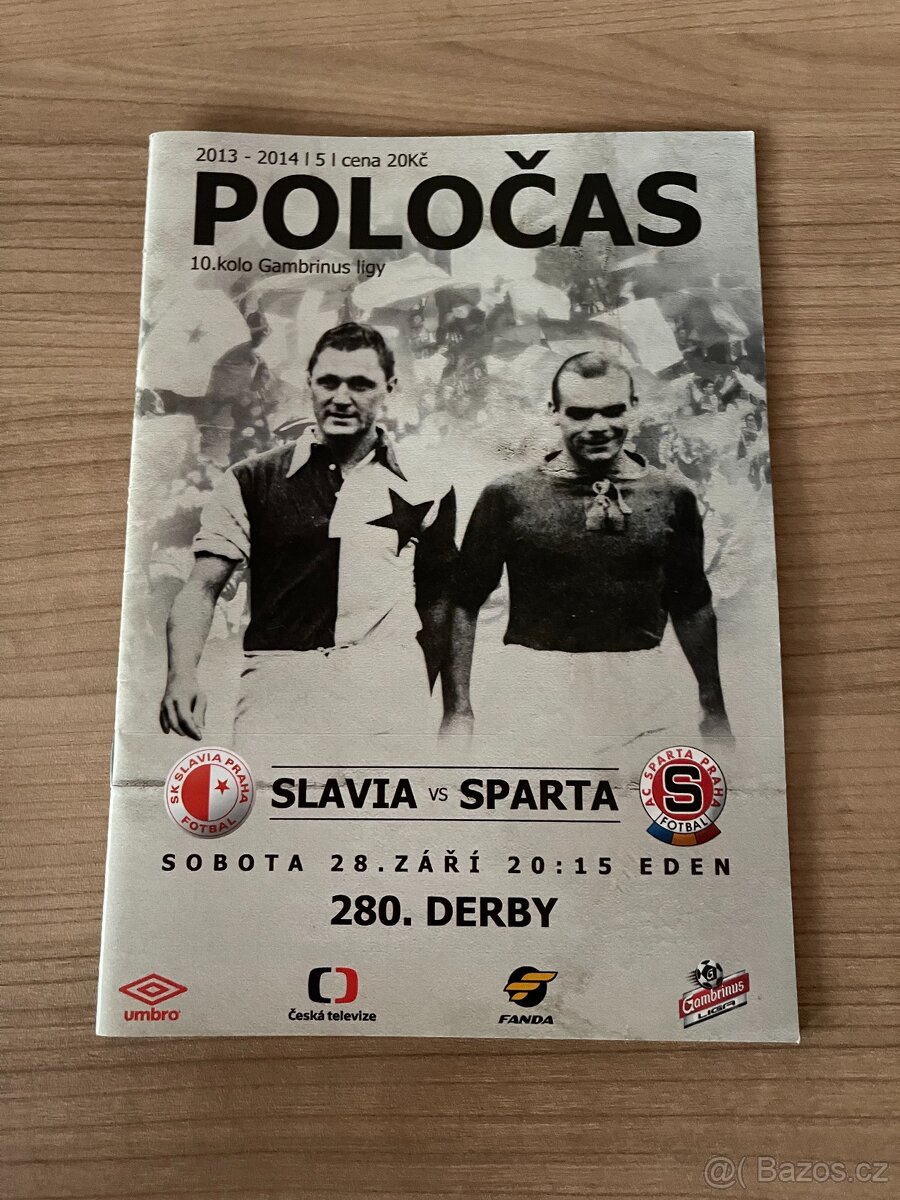 2013 - 2014 | 5 | cena 20Kč
POLOČAS
10.kolo Gambrinus ligy
SK SLAVIA PRAHA
FOTBAL
SLAVIA vs SPARTA
AC SPARTA PRAHA
S
FOTBAL
SOBOTA 28.ZÁŘÍ 20:15 EDEN
280. DERBY
umbro
Česká televize
FANDA
G
Gambrinus
LIGA
@( Bazos.cz